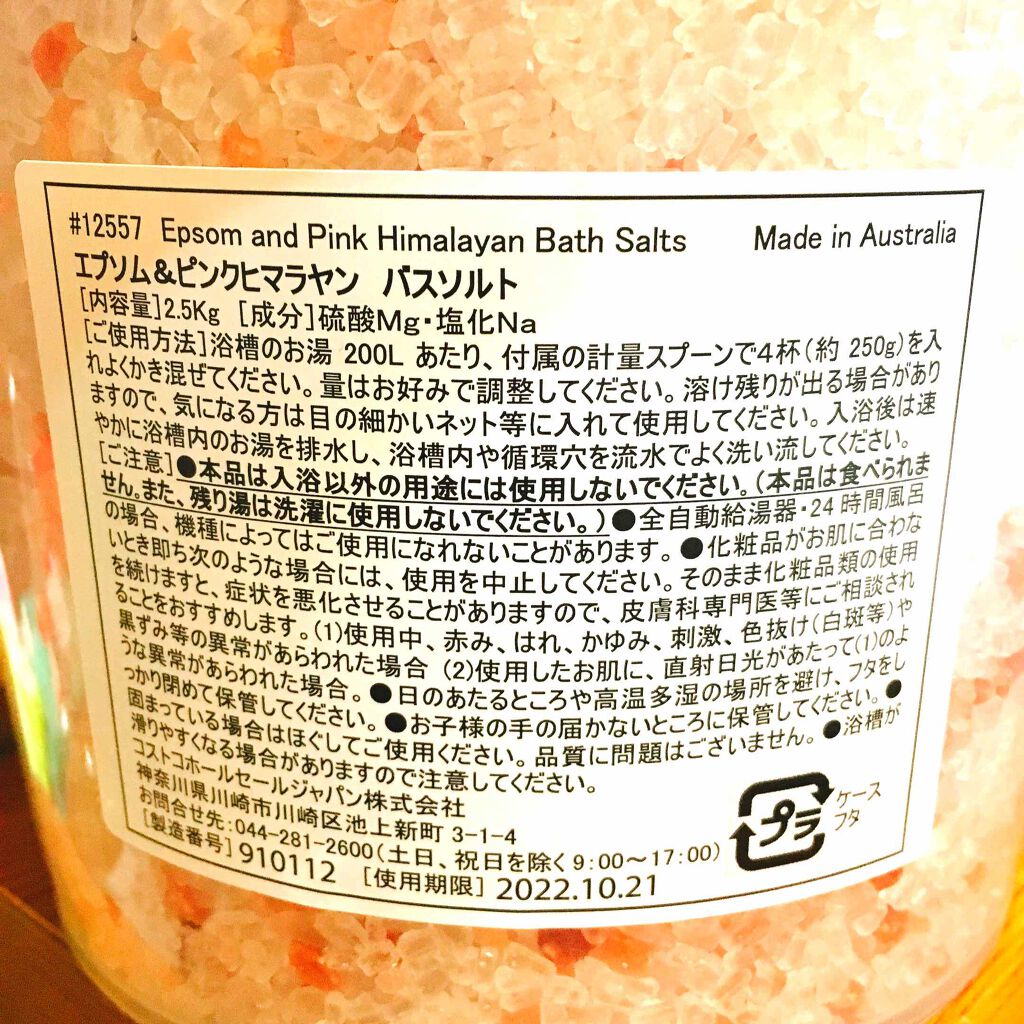 #12557 Epsom and Pink Himalayan Bath Salts Made in Australia
エプソム&ピンクヒマラヤン バスソルト
[内容量]2.5Kg [成分]硫酸Mg・塩化Na
[ご使用方法]浴槽のお湯 200L あたり、付属の計量スプーンで4杯(約 250g)を入
れよくかき混ぜてください。量はお好みで調整してください。溶け残りが出る場合があり
ますので、気になる方は目の細かいネット等に入れて使用してください。入浴後は速
やかに浴槽内のお湯を排水し、浴槽内や循環穴を流水でよく洗い流してください。
[ご注意]●本品は入浴以外の用途には使用しないでください。(本品は食べられま
せん。また、残り湯は洗濯に使用しないでください。)●全自動給湯器・24時間風呂
の場合、機種によってはご使用になれないことがあります。●化粧品がお肌に合わな
いとき即ち次のような場合には、使用を中止してください。そのまま化粧品類の使用
を続けますと、症状を悪化させることがありますので、皮膚科専門医等にご相談され
ることをおすすめします。(1)使用中、赤み、はれ、かゆみ、刺激、色抜け(白斑等)や
黒ずみ等の異常があらわれた場合 (2)使用したお肌に、直射日光があたって(1)のよ
うな異常があらわれた場合。●日のあたるところや高温多湿の場所を避け、フタをし
っかり閉めて保管してください。●お子様の手の届かないところに保管してください。●
固まっている場合はほぐしてご使用ください。品質に問題はございません。●浴槽が
滑りやすくなる場合がありますので注意してください。
コストコホールセールジャパン株式会社
神奈川県川崎市川崎区池上新町 3-1-4
お問合せ先:044-281-2600(土日、祝日を除く9:00～17:00)
[製造番号]910112 [使用期限]2022.10.21
プラ
ケース
フタ